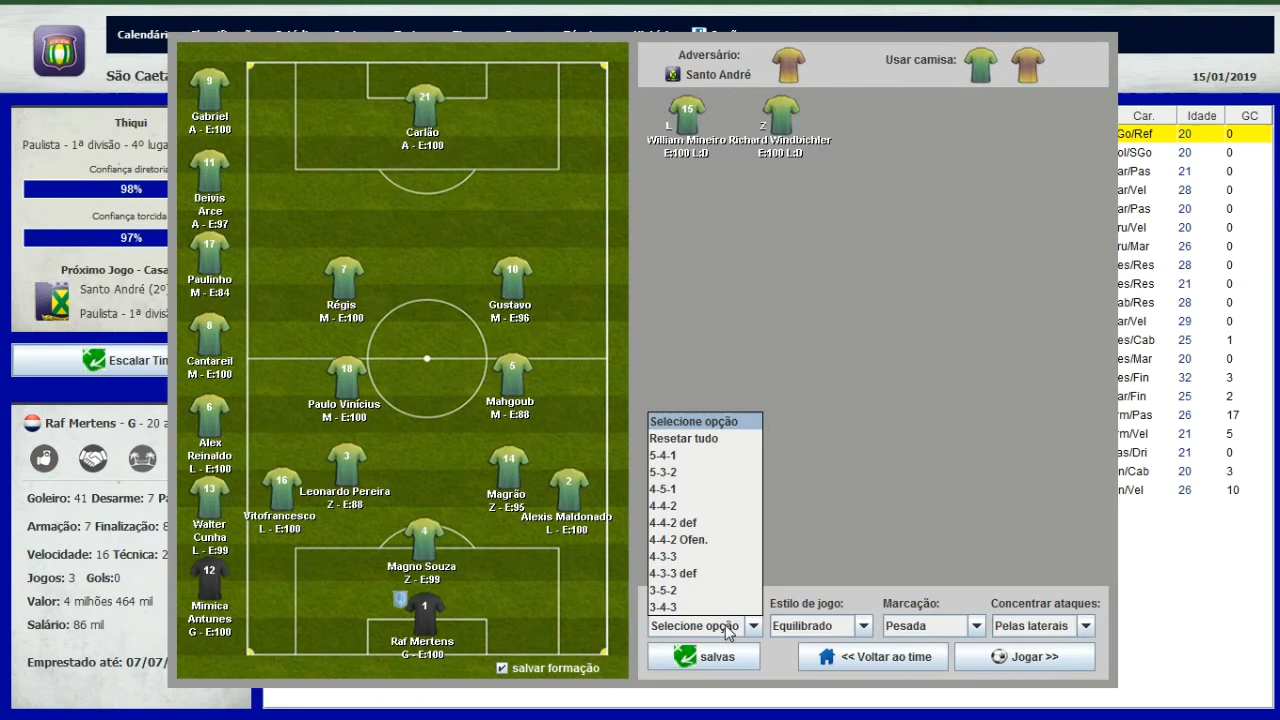 Calendári
São Caeta
15/01/2019
Thiqui
Paulista - 1ª divisão - 4º luga
Confiança diretoria
98%
Confiança torcida
97%
Próximo Jogo - Casa
Santo André (2º
Paulista - 1ª divis
Escalar Tim
Raf Mertens - G - 20 a
Goleiro: 41 Desarme: 7 Pa
Armação: 7 Finalização: 8
Velocidade: 16 Técnica: 2
Jogos: 3 Gols:0
Valor: 4 milhões 464 mil
Salário: 86 mil
Emprestado até: 07/07/
9
Gabriel
A - E:100
11
Deivis
Arce
A - E:97
17
Paulinho
M - E:84
8
Cantareil
M - E:100
6
Alex
Reinaldo
L - E:100
13
Walter
Cunha
L - E:99
12
Mimica
Antunes
G - E:100
21
Carlão
A - E:100
7
Régis
M - E:100
10
Gustavo
M - E:96
18
Paulo Vinícius
M - E:100
5
Mahgoub
M - E:88
3
Leonardo Pereira
Z - E:88
14
Magrão
Z - E:95
16
Vitofrancesco
L - E:100
2
Alexis Maldonado
L - E:100
4
Magno Souza
Z - E:99
1
Raf Mertens
G - E:100
salvar formação
Adversário:
Santo André
Usar camisa:
L 15
William Mineiro
E:100 L:D
Z
Richard Windbichler
E:100 L:D
Selecione opção
Resetar tudo
5-4-1
5-3-2
4-5-1
4-4-2
4-4-2 def
4-4-2 Ofen.
4-3-3
4-3-3 def
3-5-2
3-4-3
Selecione opção
Estilo de jogo:
Equilibrado
Marcação:
Pesada
Concentrar ataques:
Pelas laterais
salvas
<< Voltar ao time
Jogar >>
Car. Idade GC
Go/Ref 20 0
ol/SGo 20 0
ar/Pas 21 0
ar/Vel 28 0
ar/Pas 20 0
ru/Vel 20 0
ru/Mar 26 0
es/Res 28 0
es/Res 20 0
ab/Res 28 0
ar/Vel 29 0
es/Cab 25 1
es/Mar 20 0
es/Fin 32 3
ar/Fin 25 2
rm/Pas 26 17
rm/Vel 21 5
as/Dri 21 0
n/Cab 20 3
n/Vel 26 10